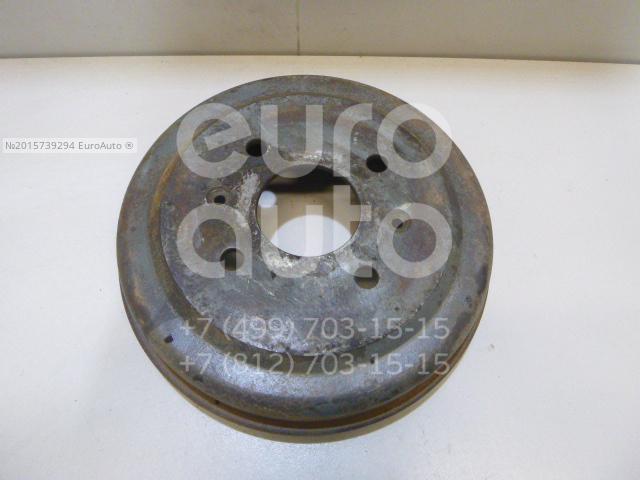 №2015739294 EuroAuto ®
euro
auto
+7 (499) 703-15-15
+7 (812) 703-15-15